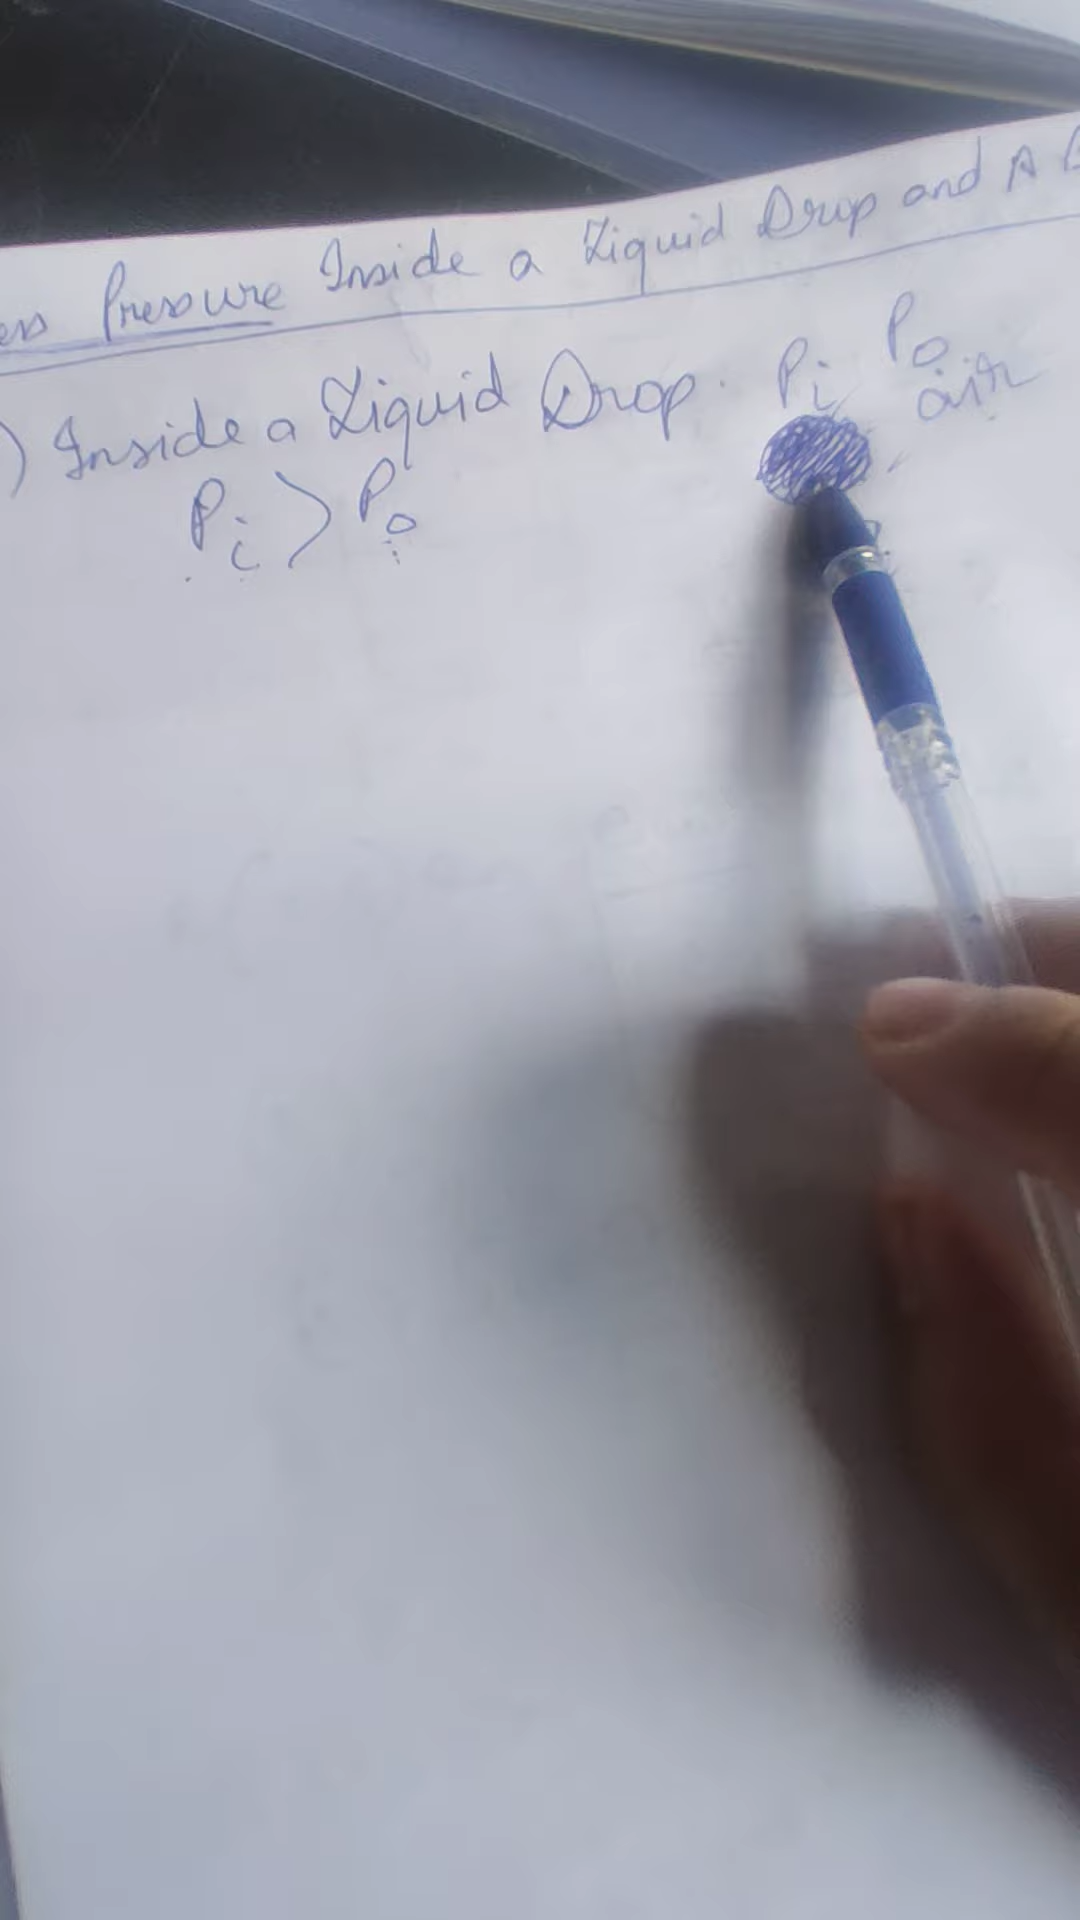 Pressure Inside a Liquid Drop and A
) Inside a Liquid Drop. Pi Po
air
Pi > Po